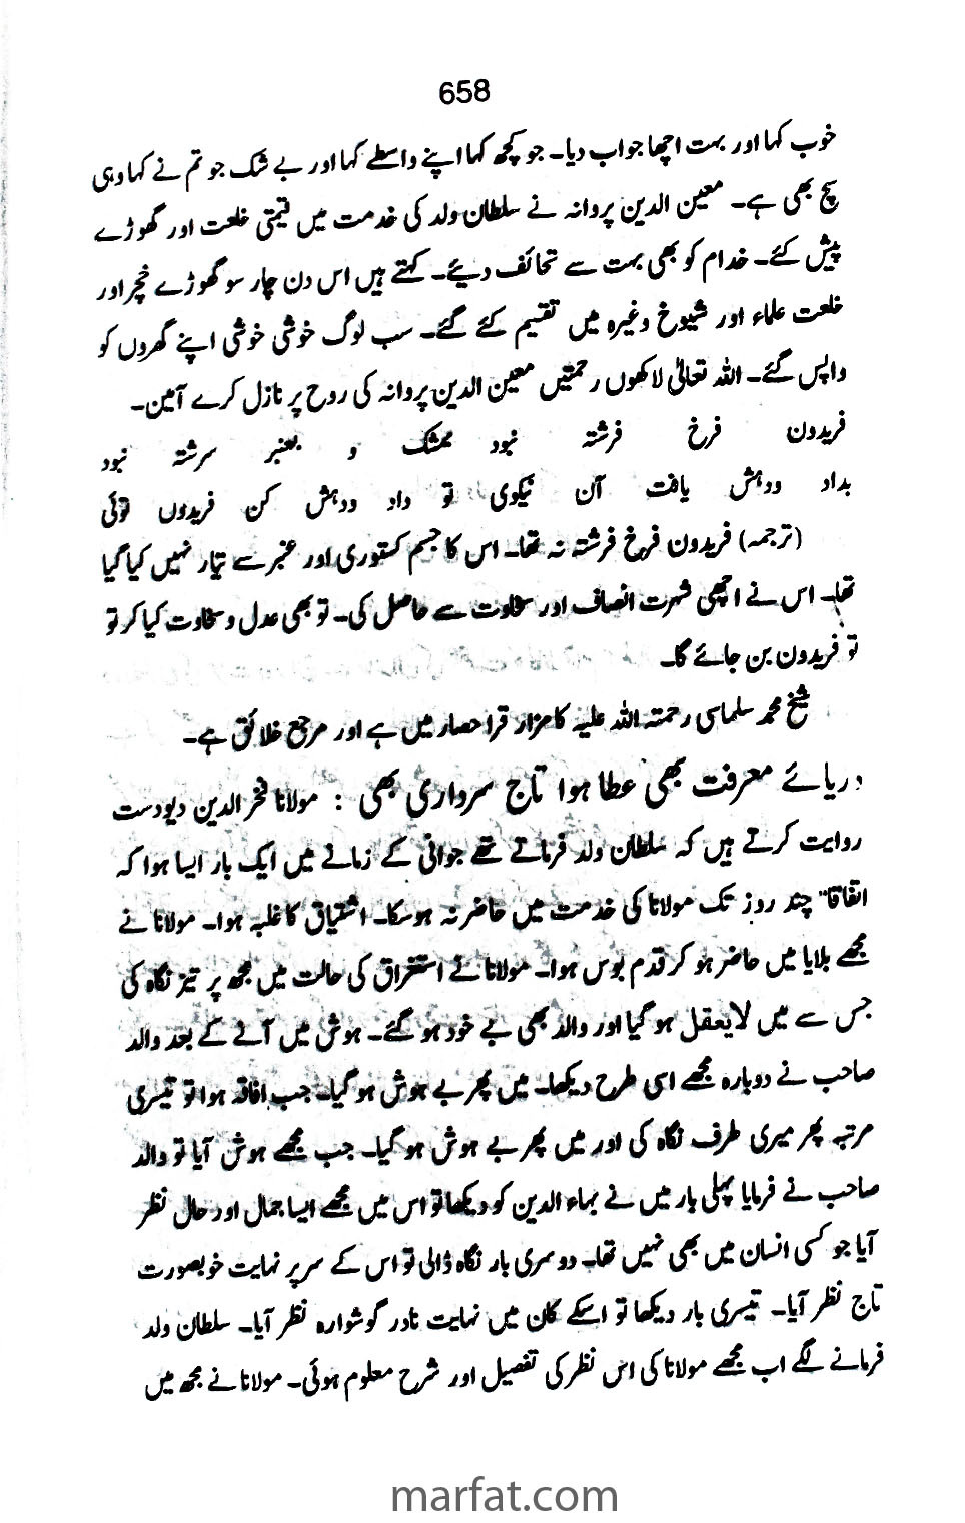 658
خوب کہا اور بہت اچھا جواب دیا۔ جو کچھ کہا اپنے واسطے کہا اور بے شک جو تم نے کہا وہی
سچ بھی ہے۔ معین الدین پروانہ نے سلطان ولد کی خدمت میں قیمتی خلعت اور گھوڑے
پیش کئے۔ خدام کو بھی بہت سے تحائف دیئے۔ کہتے ہیں اس دن چار سو گھوڑے خچر اور
خلعت علماء اور شیوخ وغیرہ میں تقسیم کئے گئے۔ سب لوگ خوشی خوشی اپنے گھروں کو
واپس گئے۔ اللہ تعالیٰ لاکھوں رحمتیں معین الدین پروانہ کی روح پر نازل کرے آمین۔
فریدون فرخ فرشتہ نبود بمشک و بعنبر سرشتہ نبود
بداد ودہش یافت آن نیکوی تو داد ودہش کن فریدوں توئی
(ترجمہ) فریدون فرخ فرشتہ نہ تھا۔ اس کا جسم کستوری اور عنبر سے تیار نہیں کیا گیا
تھا۔ اس نے اچھی شہرت انصاف اور سخاوت سے حاصل کی۔ تو بھی عدل و سخاوت کیا کر تو
تو فریدون بن جائے گا۔
شیخ محمد سلماسی رحمتہ اللہ علیہ کا مزار قرا حصار میں ہے اور مرجع خلائق ہے۔
دریائے معرفت بھی عطا ہوا تاج سرواری بھی : مولانا فخر الدین دیودست
روایت کرتے ہیں کہ سلطان ولد فرماتے تھے جوانی کے زمانے میں ایک بار ایسا ہوا کہ
اتفاقاً چند روز تک مولانا کی خدمت میں حاضر نہ ہو سکا۔ اشتیاق کا غلبہ ہوا۔ مولانا نے
مجھے بلایا میں حاضر ہو کر قدم بوس ہوا۔ مولانا نے استغراق کی حالت میں مجھ پر تیز نگاہ کی
جس سے میں لا یعقل ہو گیا اور والد بھی بے خود ہو گئے۔ ہوش میں آنے کے بعد والد
صاحب نے دوبارہ مجھے اسی طرح دیکھا۔ میں پھر بے ہوش ہو گیا۔ جب افاقہ ہوا تو تیسری
مرتبہ پھر میری طرف نگاہ کی اور میں پھر بے ہوش ہو گیا۔ جب مجھے ہوش آیا تو والد
صاحب نے فرمایا پہلی بار میں نے بہاء الدین کو دیکھا تو اس میں مجھے ایسا جمال اور حال نظر
آیا جو کسی انسان میں بھی نہیں تھا۔ دوسری بار نگاہ ڈالی تو اس کے سر پر نہایت خوبصورت
تاج نظر آیا۔ تیسری بار دیکھا تو اسکے کان میں نہایت نادر گوشوارہ نظر آیا۔ سلطان ولد
فرمانے لگے اب مجھے مولانا کی اس نظر کی تفصیل اور شرح معلوم ہوئی۔ مولانا نے مجھ میں
marfat.com